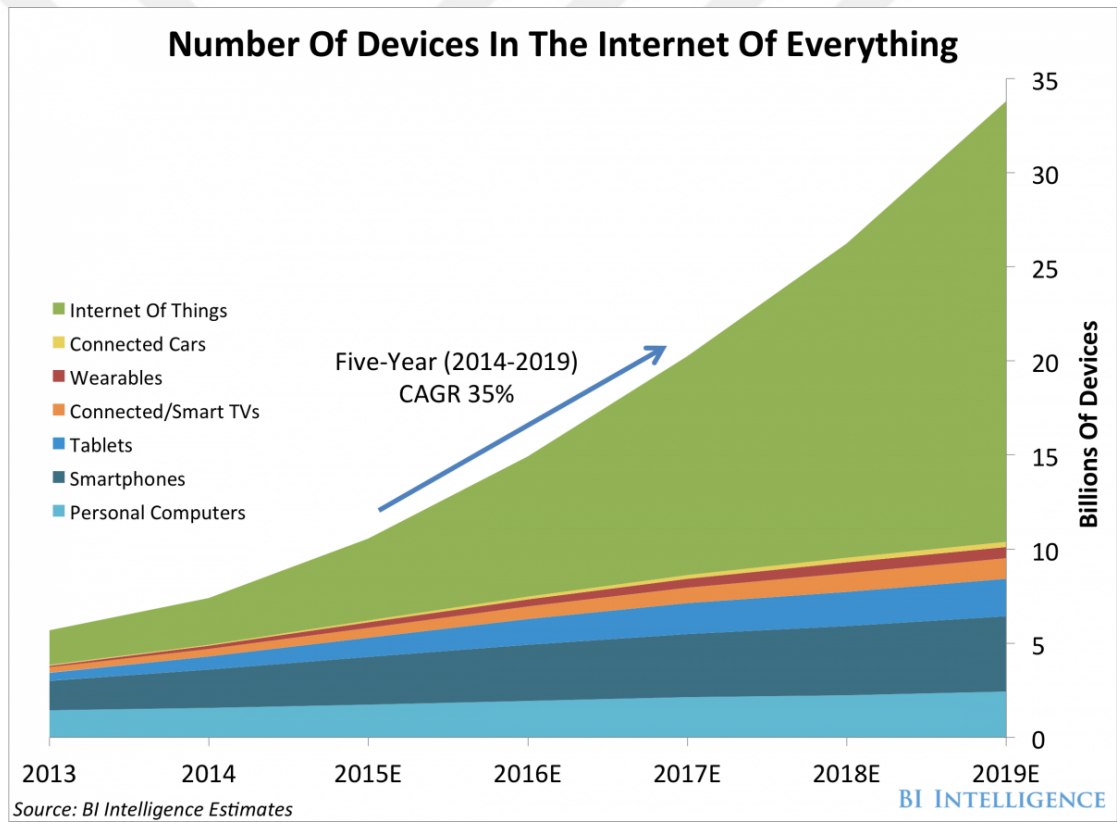 Number Of Devices In The Internet Of Everything
35
30
25
20
15
10
5
0
Billions Of Devices
Internet Of Things
Connected Cars
Wearables
Connected/Smart TVs
Tablets
Smartphones
Personal Computers
Five-Year (2014-2019)
CAGR 35%
2013 2014 2015E 2016E 2017E 2018E 2019E
Source: BI Intelligence Estimates
BI INTELLIGENCE